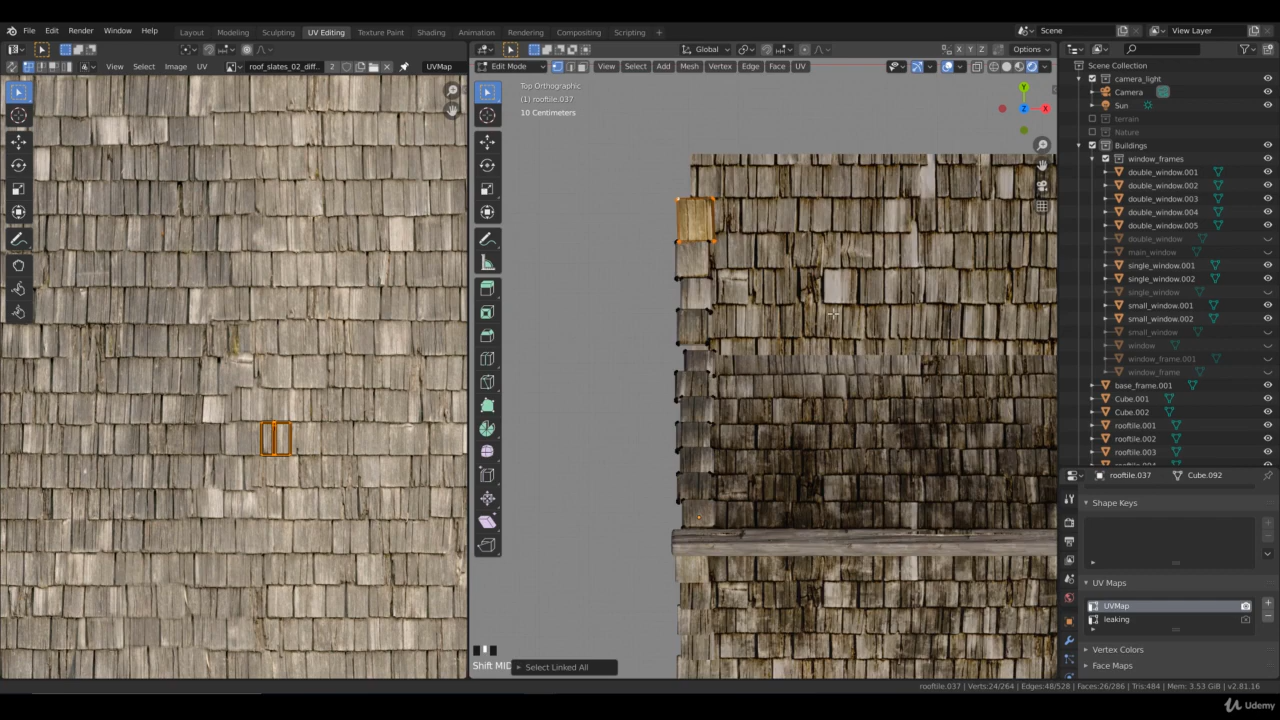 File Edit Render Window Help
Layout Modeling Sculpting UV Editing Texture Paint Shading Animation Rendering Compositing Scripting +
Scene View Layer
Global Options
X Y Z
View Select Image UV roof_slates_02_diff... 2 UVMap
Edit Mode View Select Add Mesh Vertex Edge Face UV
Top Orthographic
(1) rooftile.037
10 Centimeters
Y
Z
X
Scene Collection
camera_light
Camera
Sun
terrain
Nature
Buildings
window_frames
double_window.001
double_window.002
double_window.003
double_window.004
double_window.005
double_window
main_window
single_window.001
single_window.002
single_window
small_window.001
small_window.002
small_window
window
window_frame.001
window_frame
base_frame.001
Cube.001
Cube.002
rooftile.001
rooftile.002
rooftile.003
rooftile.037 Cube.092
Shape Keys
UV Maps
UVMap
leaking
Vertex Colors
Face Maps
Shift MID
Select Linked All
rooftile.037 | Verts:24/264 | Edges:48/528 | Faces:26/286 | Tris:484 | Mem: 3.53 GiB | v2.81.16
Udemy